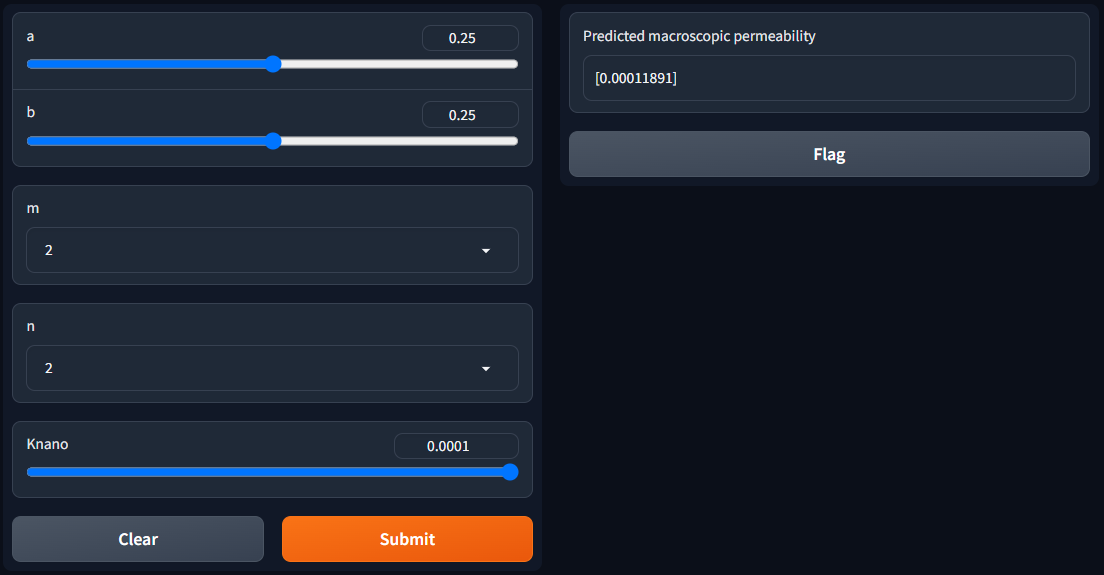 a
0.25
b
0.25
m
2
n
2
Knano
0.0001
Clear
Submit
Predicted macroscopic permeability
[0.00011891]
Flag